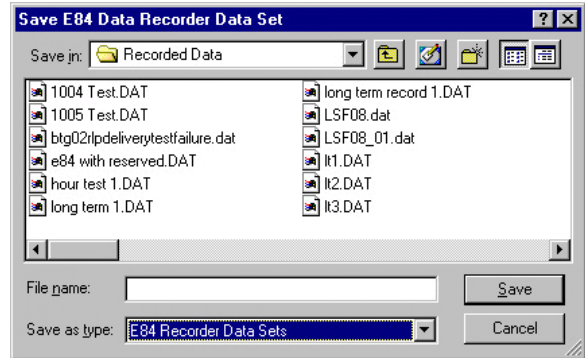 Save E84 Data Recorder Data Set
Save in: Recorded Data
1004 Test.DAT
1005 Test.DAT
btg02rlpdeliverytestfailure.dat
e84 with reserved.DAT
hour test 1.DAT
long term 1.DAT
long term record 1.DAT
LSF08.dat
LSF08_01.dat
lt1.DAT
lt2.DAT
lt3.DAT
File name:
Save
Save as type: E84 Recorder Data Sets
Cancel